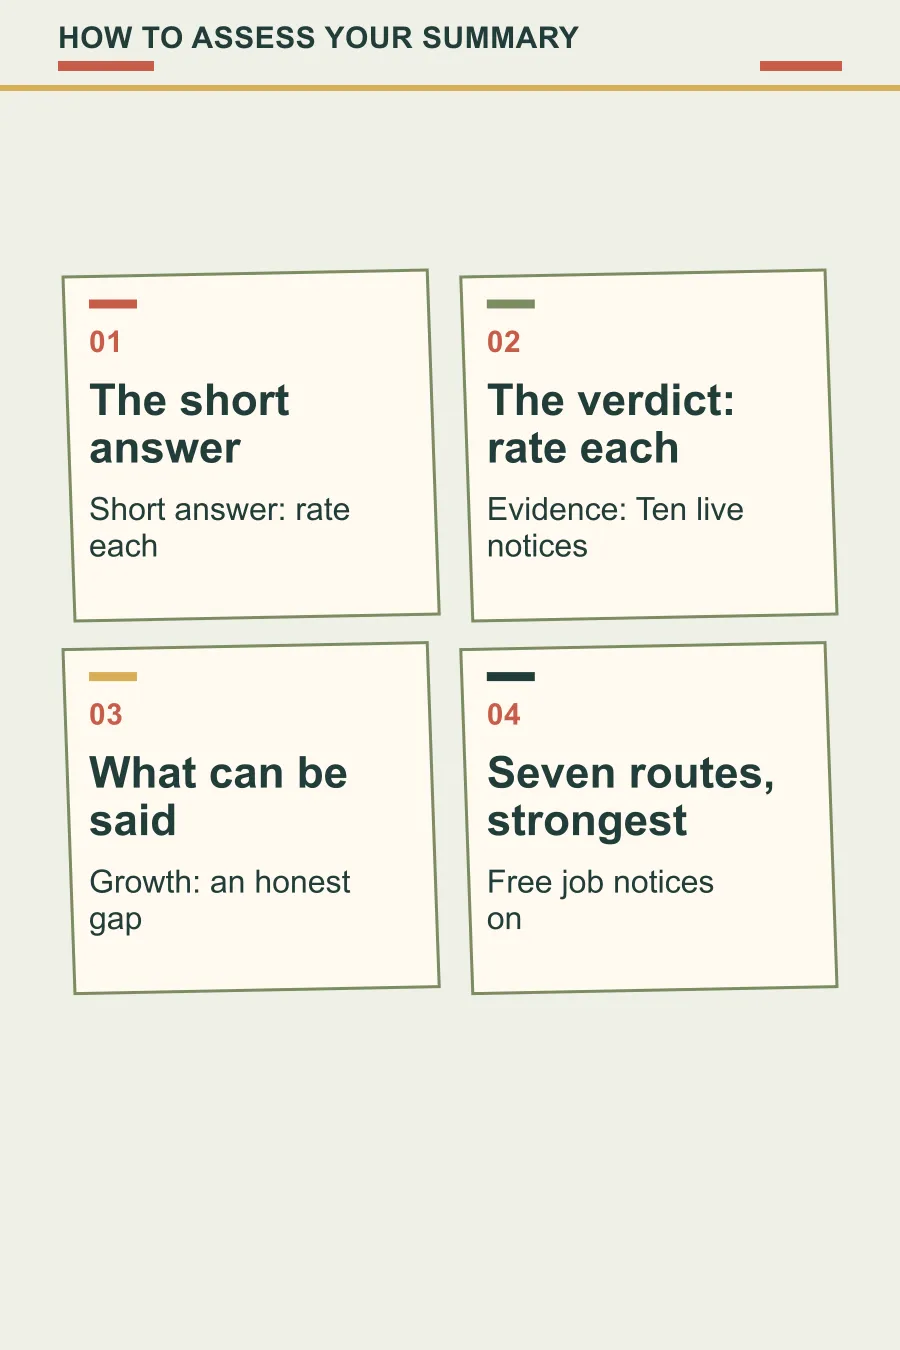 HOW TO ASSESS YOUR SUMMARY
01
The short
answer
Short answer: rate
each
02
The verdict:
rate each
Evidence: Ten live
notices
03
What can be
said
Growth: an honest
gap
04
Seven routes,
strongest
Free job notices
on